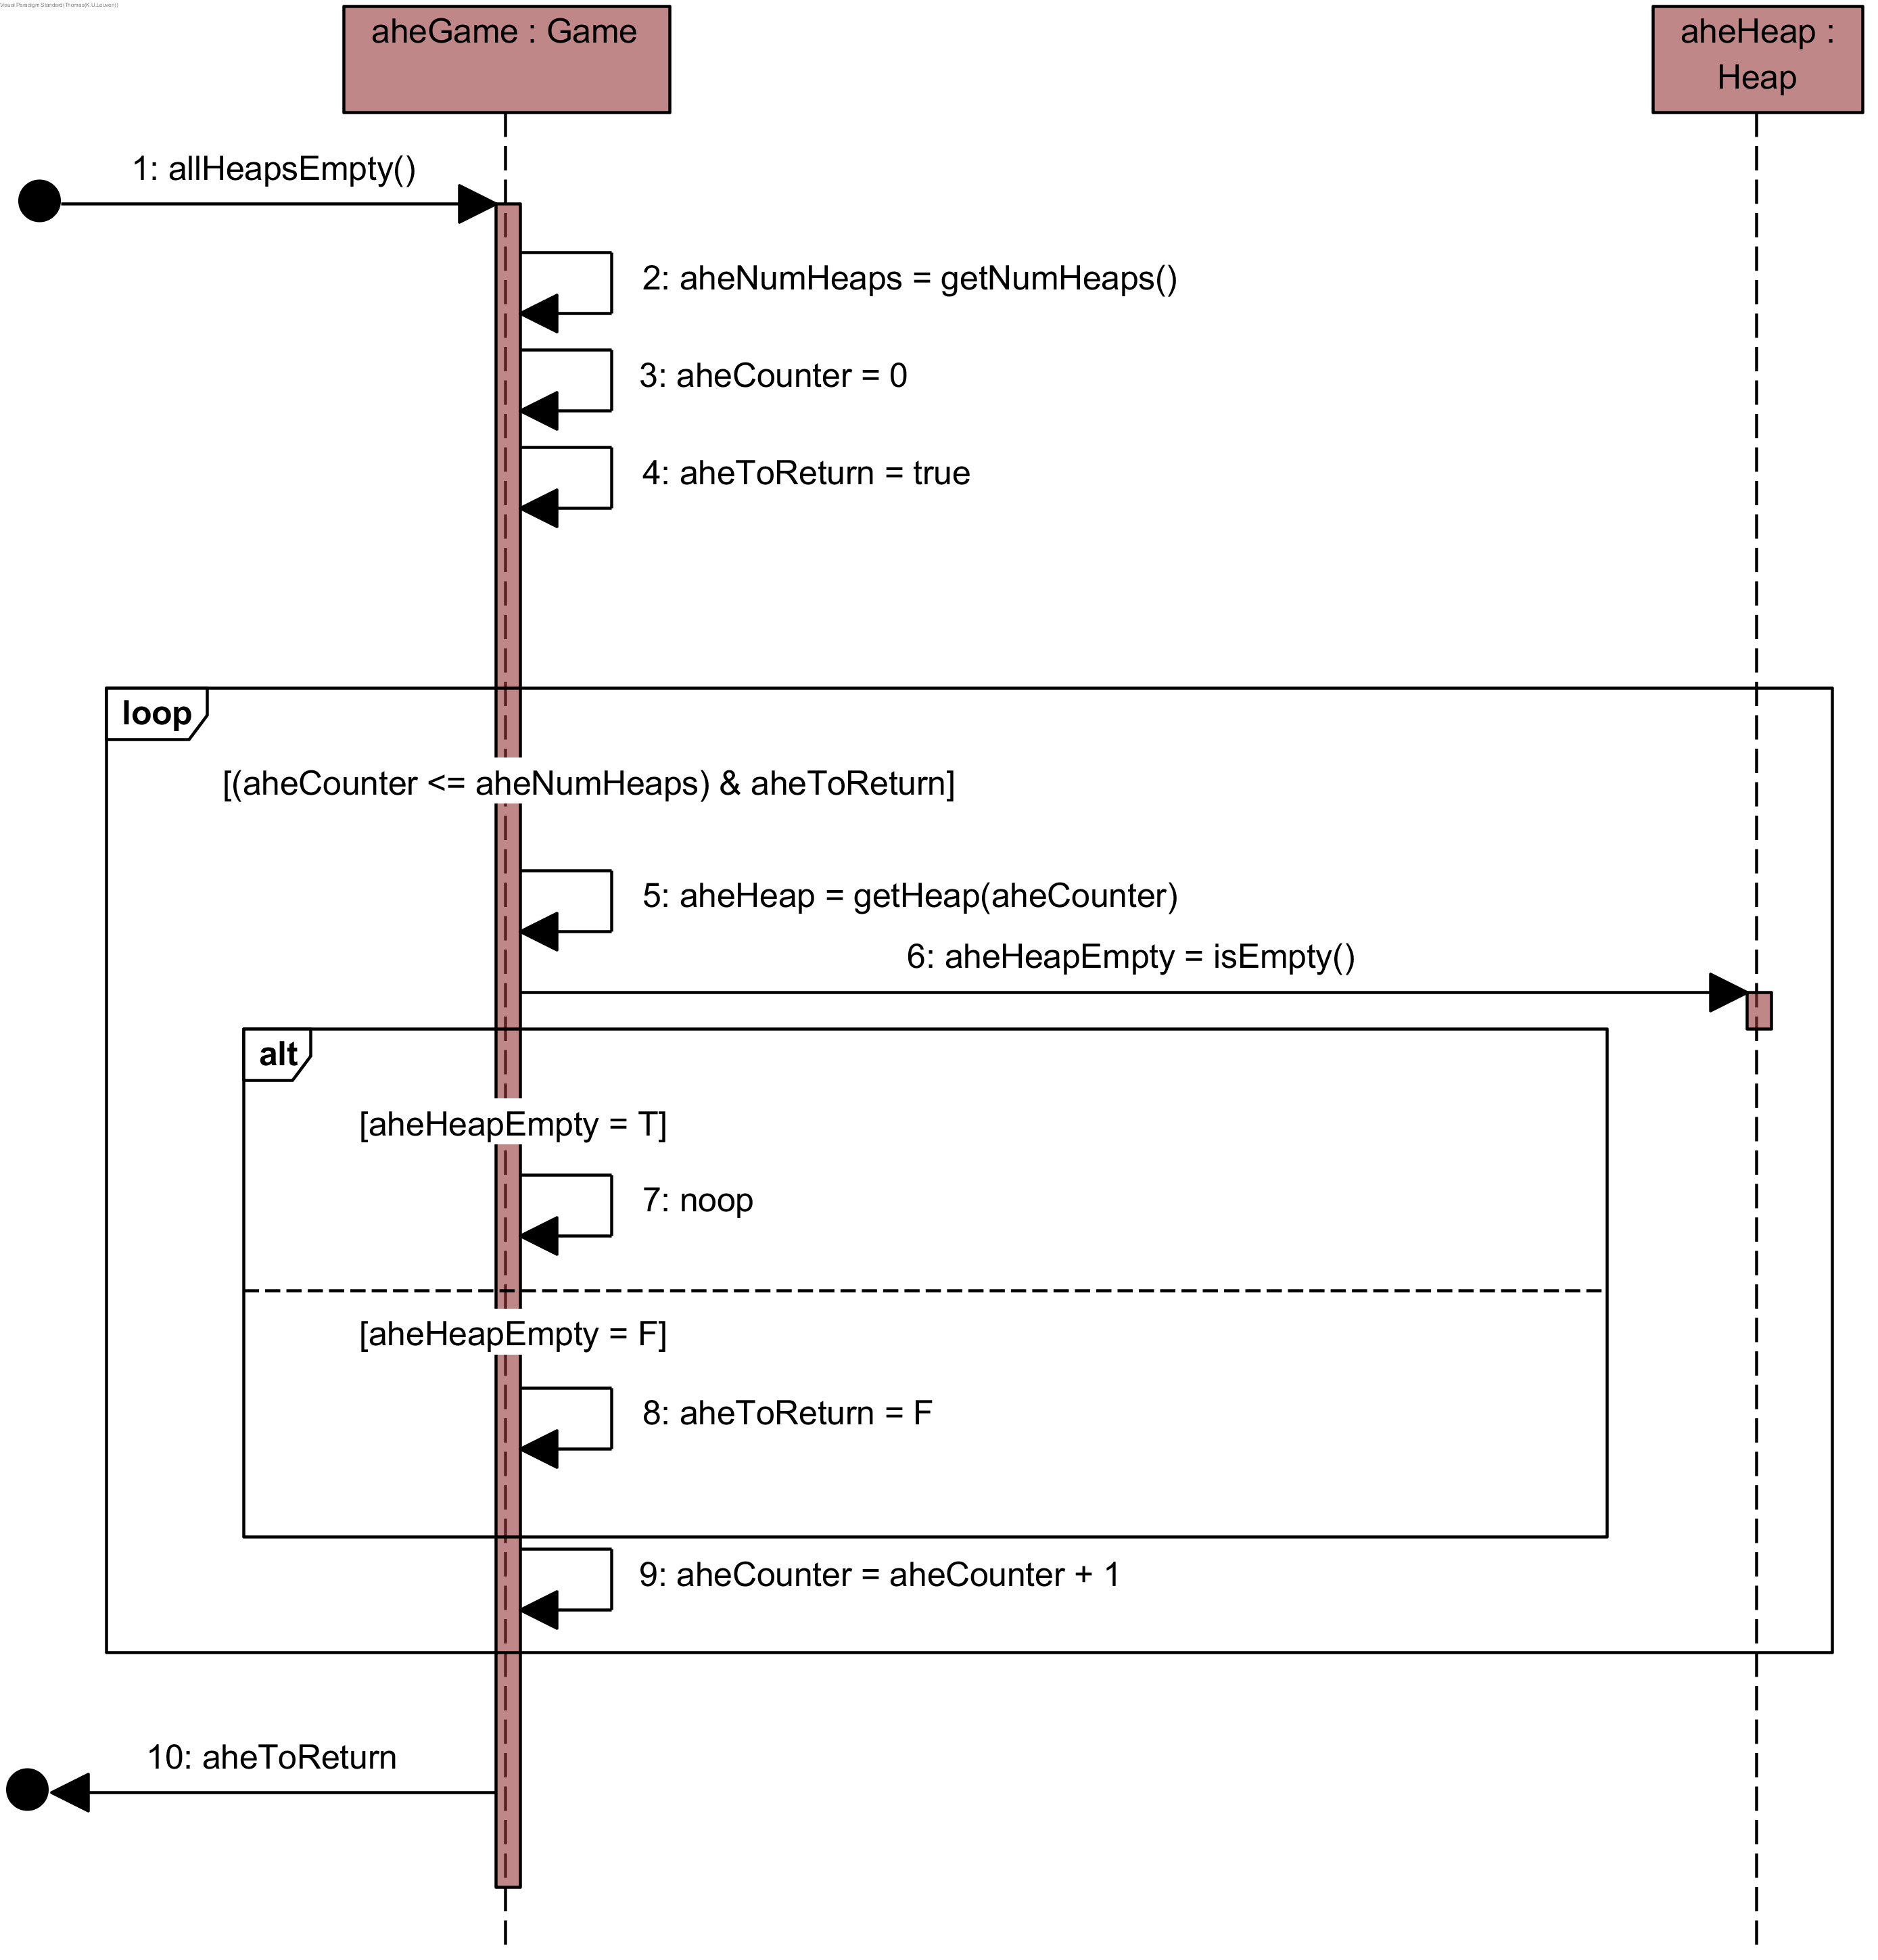 Visual Paradigm Standard(Thomas(K.U.Leuven))
aheGame : Game
aheHeap :
Heap
1: allHeapsEmpty()
2: aheNumHeaps = getNumHeaps()
3: aheCounter = 0
4: aheToReturn = true
loop
[(aheCounter <= aheNumHeaps) & aheToReturn]
5: aheHeap = getHeap(aheCounter)
6: aheHeapEmpty = isEmpty()
alt
[aheHeapEmpty = T]
7: noop
[aheHeapEmpty = F]
8: aheToReturn = F
9: aheCounter = aheCounter + 1
10: aheToReturn